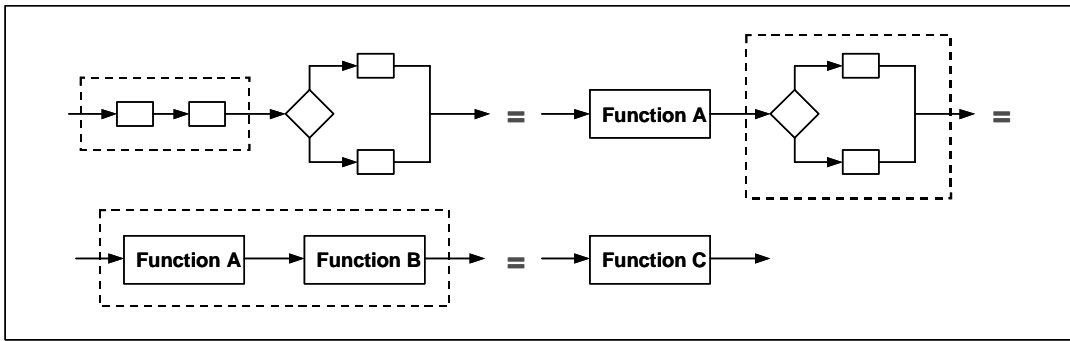 = Function A =
Function A Function B = Function C